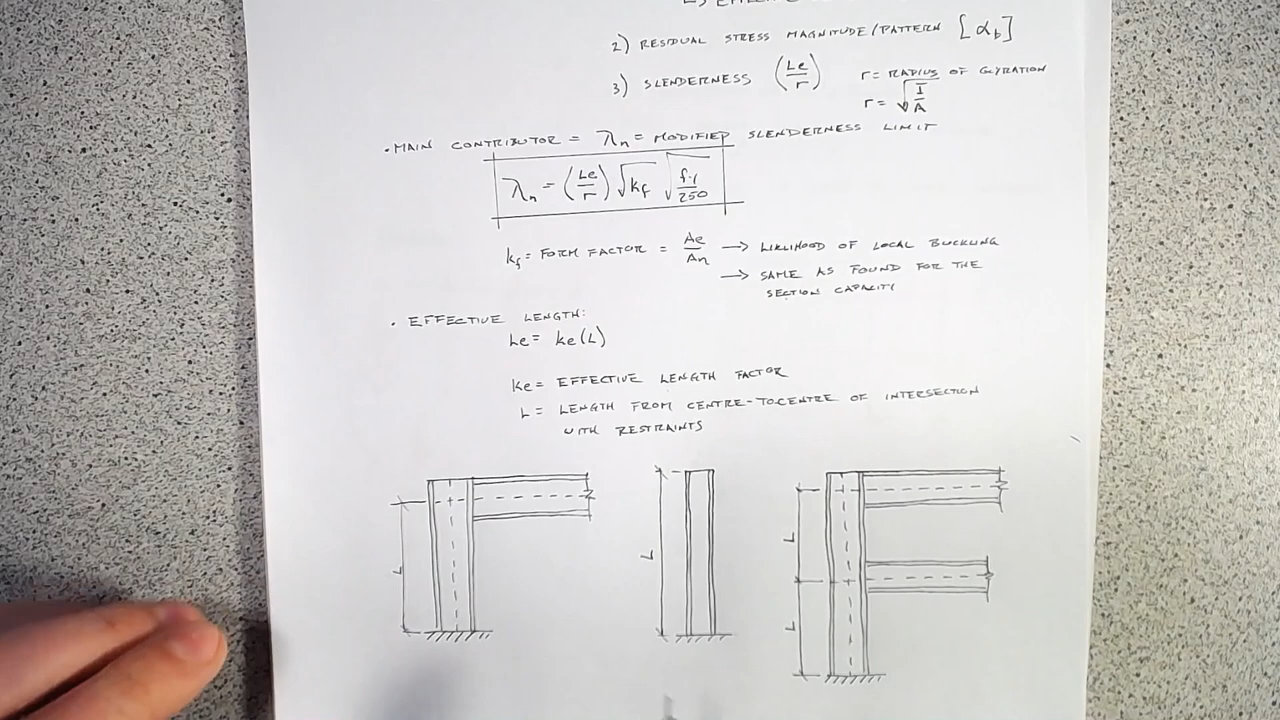 2) RESIDUAL STRESS MAGNITUDE/PATTERN [αb]
3) SLENDERNESS (Le/r) r = RADIUS OF GYRATION
r = √(I/A)
• MAIN CONTRIBUTOR = λn = MODIFIED SLENDERNESS LIMIT
λn = (Le/r) √kf √(fy/250)
kf = FORM FACTOR = Ae/An → LIKLIHOOD OF LOCAL BUCKLING
→ SAME AS FOUND FOR THE
SECTION CAPACITY
• EFFECTIVE LENGTH:
Le = ke(L)
ke = EFFECTIVE LENGTH FACTOR
L = LENGTH FROM CENTRE-TO-CENTRE OF INTERSECTION
WITH RESTRAINTS
L
L
L
L